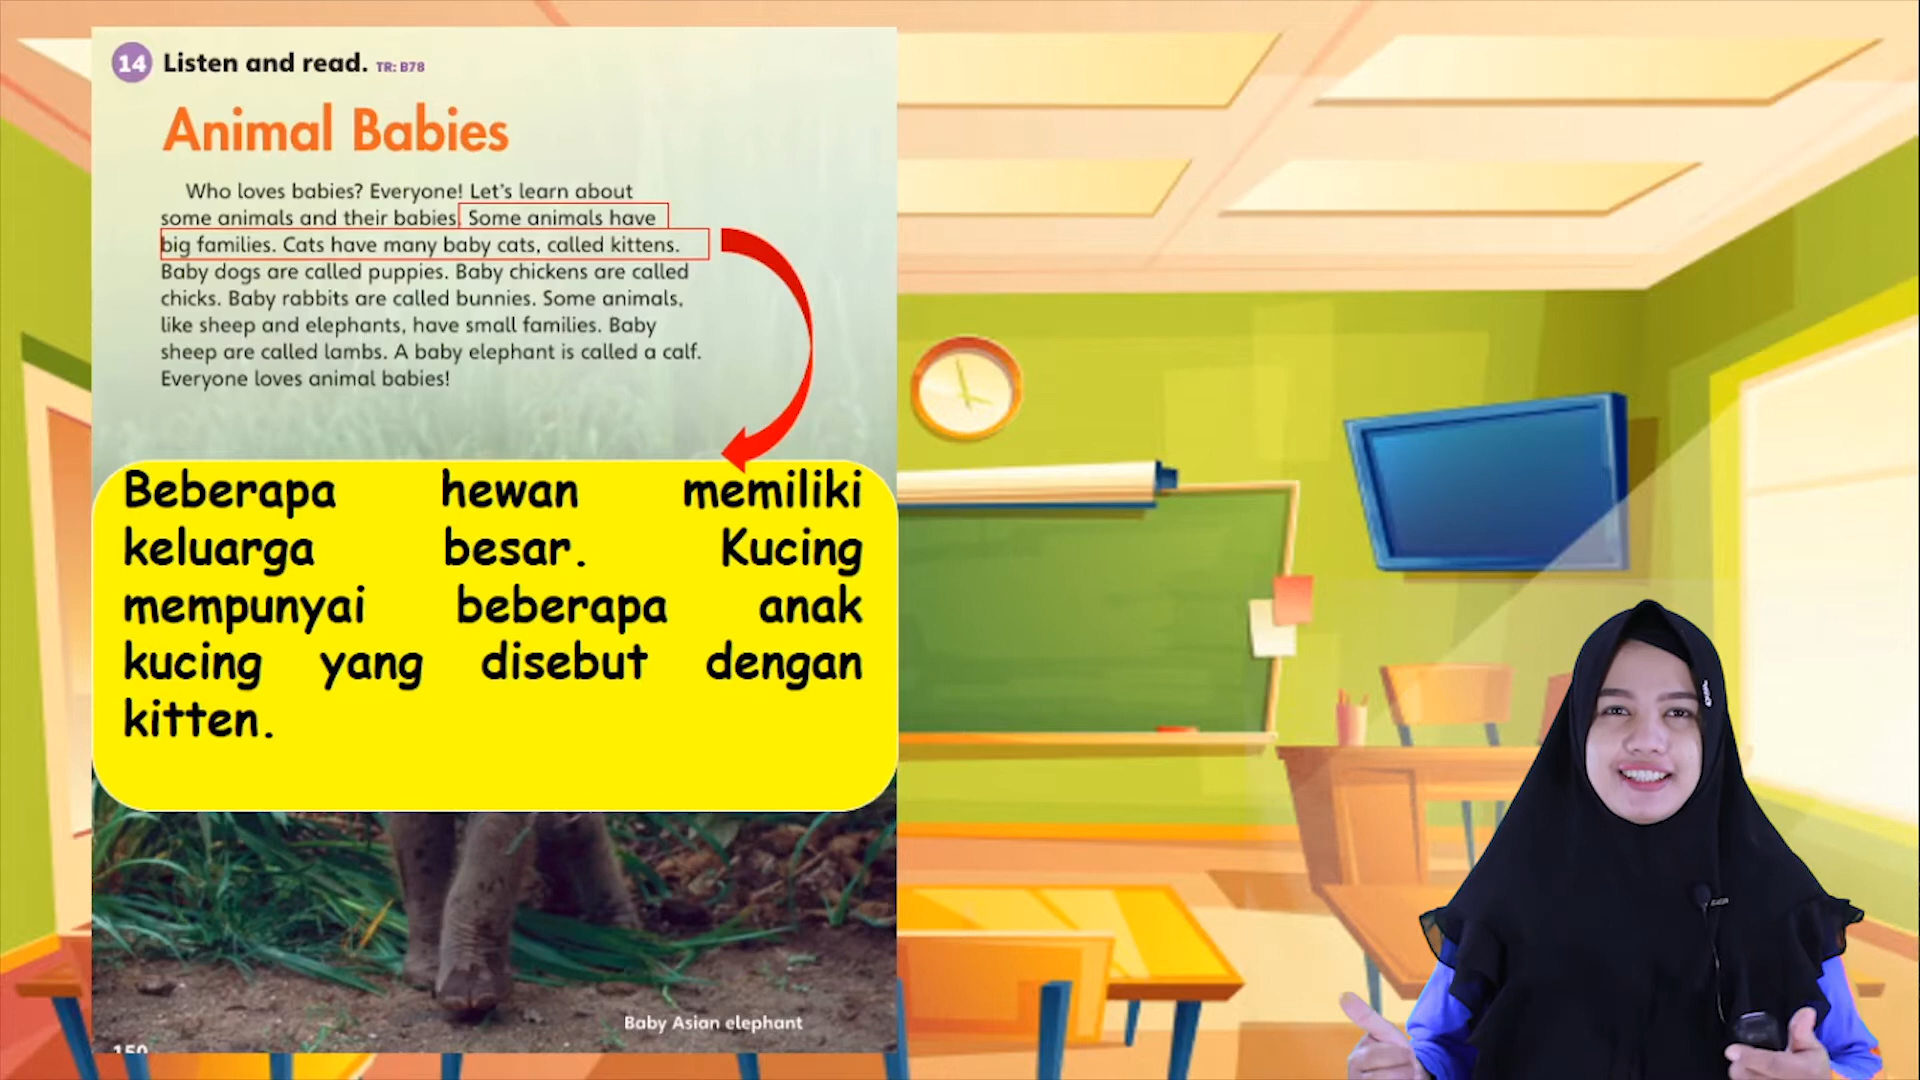 14 Listen and read. TR: B78
Animal Babies
Who loves babies? Everyone! Let's learn about
some animals and their babies. Some animals have
big families. Cats have many baby cats, called kittens.
Baby dogs are called puppies. Baby chickens are called
chicks. Baby rabbits are called bunnies. Some animals,
like sheep and elephants, have small families. Baby
sheep are called lambs. A baby elephant is called a calf.
Everyone loves animal babies!
Beberapa hewan memiliki
keluarga besar. Kucing
mempunyai beberapa anak
kucing yang disebut dengan
kitten.
Baby Asian elephant
150